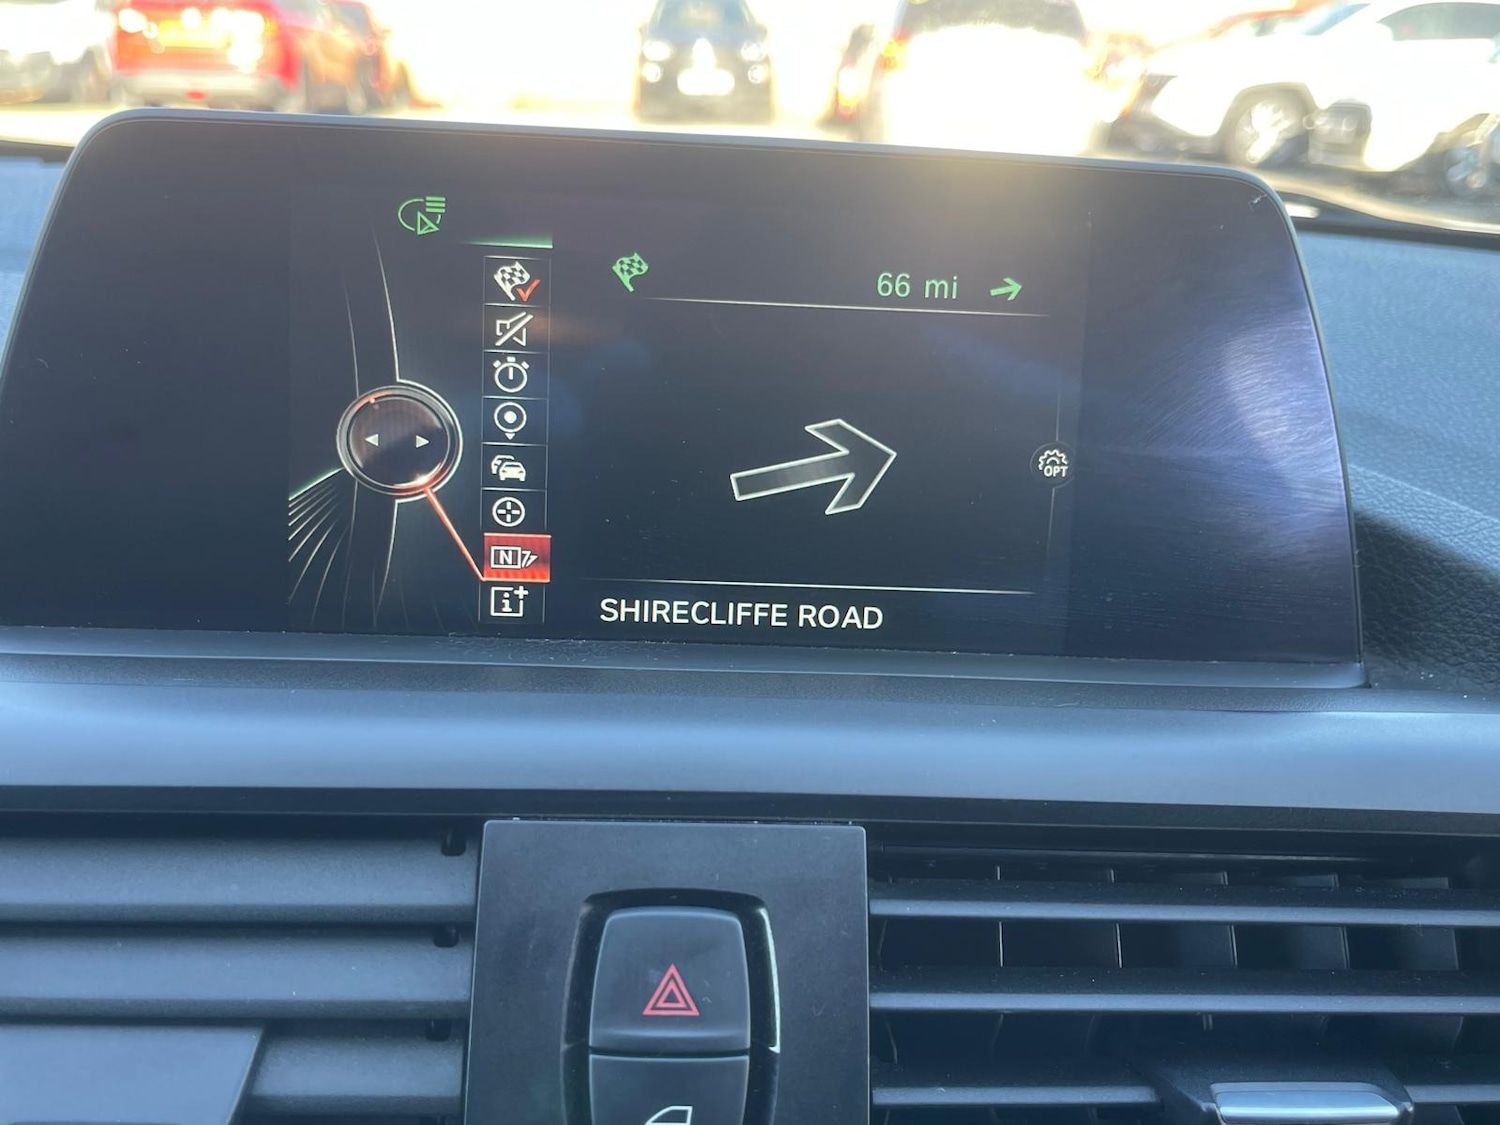 66 mi
OPT
N
i+
SHIRECLIFFE ROAD